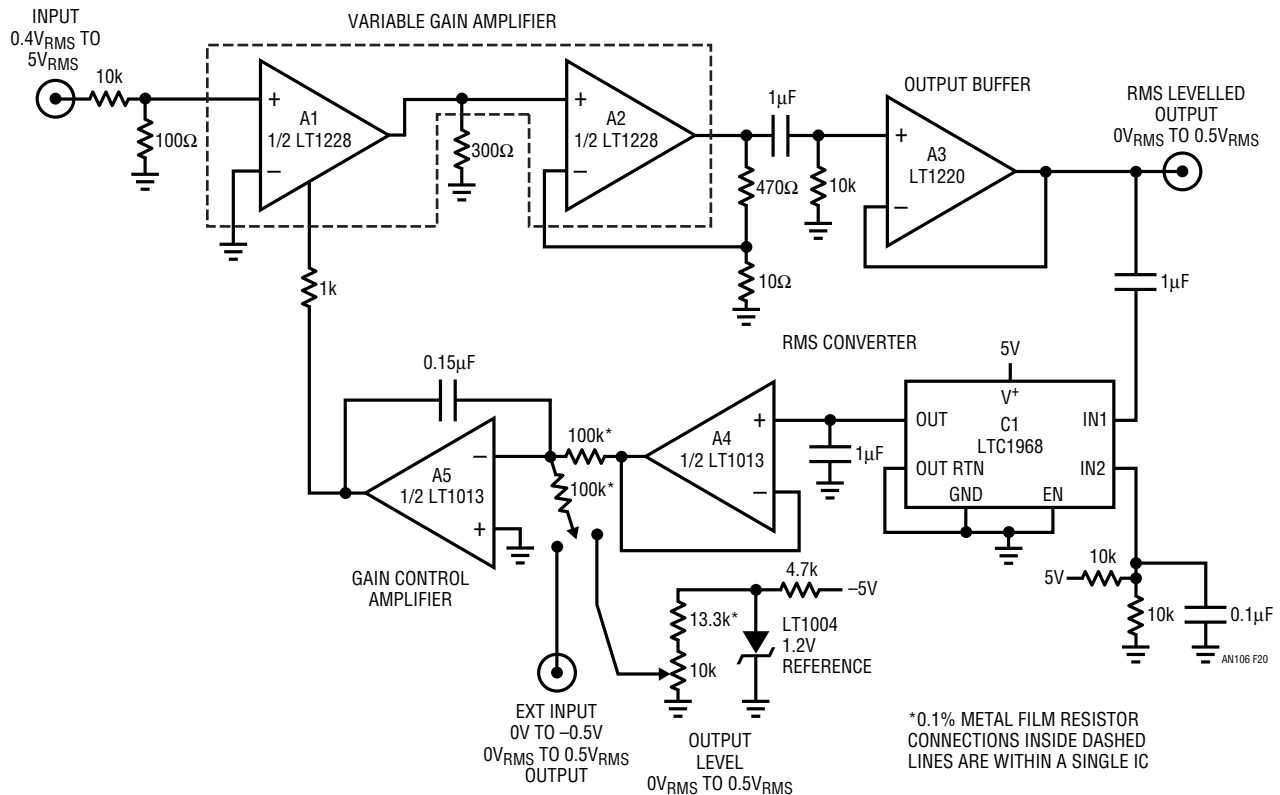 INPUT
0.4VRMS TO
5VRMS
VARIABLE GAIN AMPLIFIER
10k
100Ω
+
−
A1
1/2 LT1228
300Ω
+
−
A2
1/2 LT1228
470Ω
10Ω
1µF
10k
OUTPUT BUFFER
+
−
A3
LT1220
RMS LEVELLED
OUTPUT
0VRMS TO 0.5VRMS
1µF
1k
0.15µF
−
+
A5
1/2 LT1013
GAIN CONTROL
AMPLIFIER
100k*
100k*
+
−
A4
1/2 LT1013
1µF
RMS CONVERTER
5V
V+
C1
LTC1968
OUT
OUT RTN
GND
EN
IN1
IN2
10k
5V
10k
0.1µF
AN106 F20
4.7k
−5V
13.3k*
10k
LT1004
1.2V
REFERENCE
EXT INPUT
0V TO −0.5V
0VRMS TO 0.5VRMS
OUTPUT
OUTPUT
LEVEL
0VRMS TO 0.5VRMS
*0.1% METAL FILM RESISTOR
CONNECTIONS INSIDE DASHED
LINES ARE WITHIN A SINGLE IC